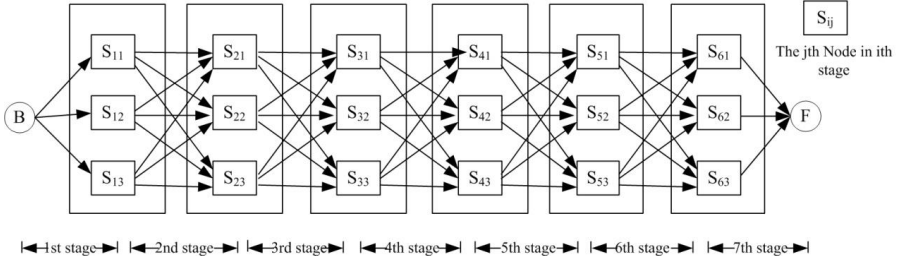 S11 S21 S31 S41 S51 S61 Sij
The jth Node in ith
stage
B S12 S22 S32 S42 S52 S62 F
S13 S23 S33 S43 S53 S63
1st stage 2nd stage 3rd stage 4th stage 5th stage 6th stage 7th stage